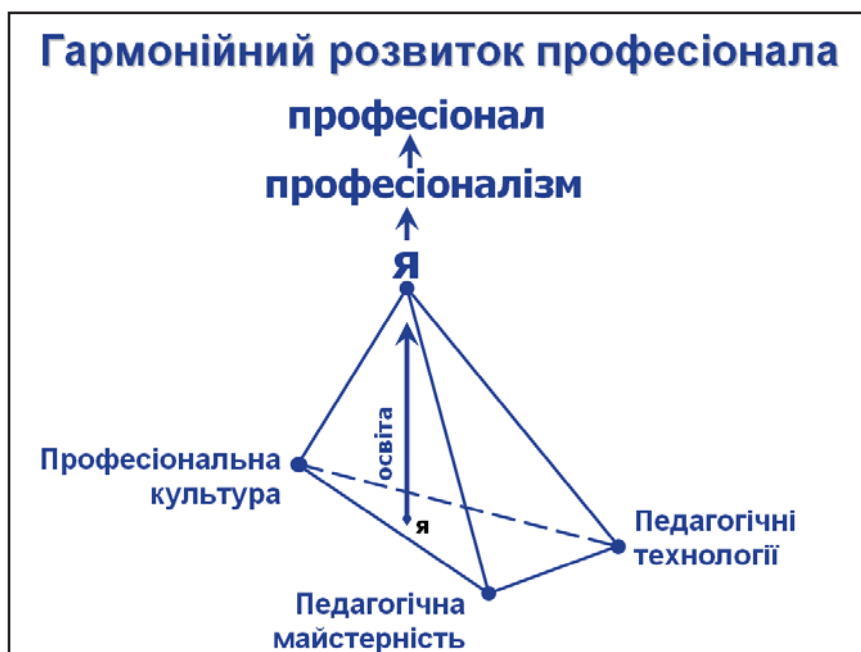 Гармонійний розвиток професіонала
професіонал
професіоналізм
Я
освіта
Професіональна
культура
я
Педагогічні
технології
Педагогічна
майстерність